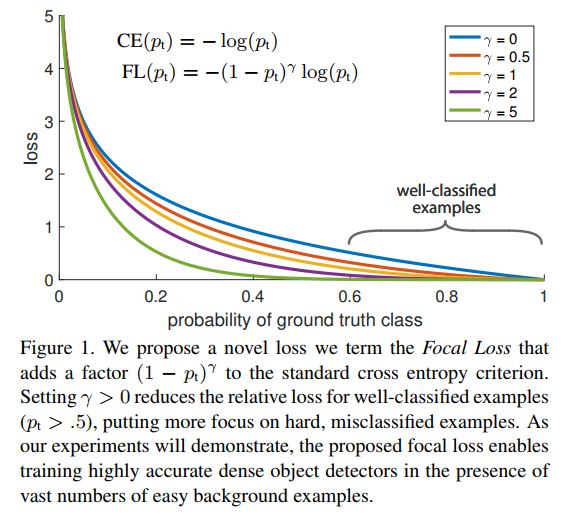 5
4
3
2
1
0
loss
CE(pₜ) = − log(pₜ)
FL(pₜ) = −(1 − pₜ)^γ log(pₜ)
γ = 0
γ = 0.5
γ = 1
γ = 2
γ = 5
well-classified
examples
0 0.2 0.4 0.6 0.8 1
probability of ground truth class
Figure 1. We propose a novel loss we term the Focal Loss that
adds a factor (1 − pₜ)^γ to the standard cross entropy criterion.
Setting γ > 0 reduces the relative loss for well-classified examples
(pₜ > .5), putting more focus on hard, misclassified examples. As
our experiments will demonstrate, the proposed focal loss enables
training highly accurate dense object detectors in the presence of
vast numbers of easy background examples.